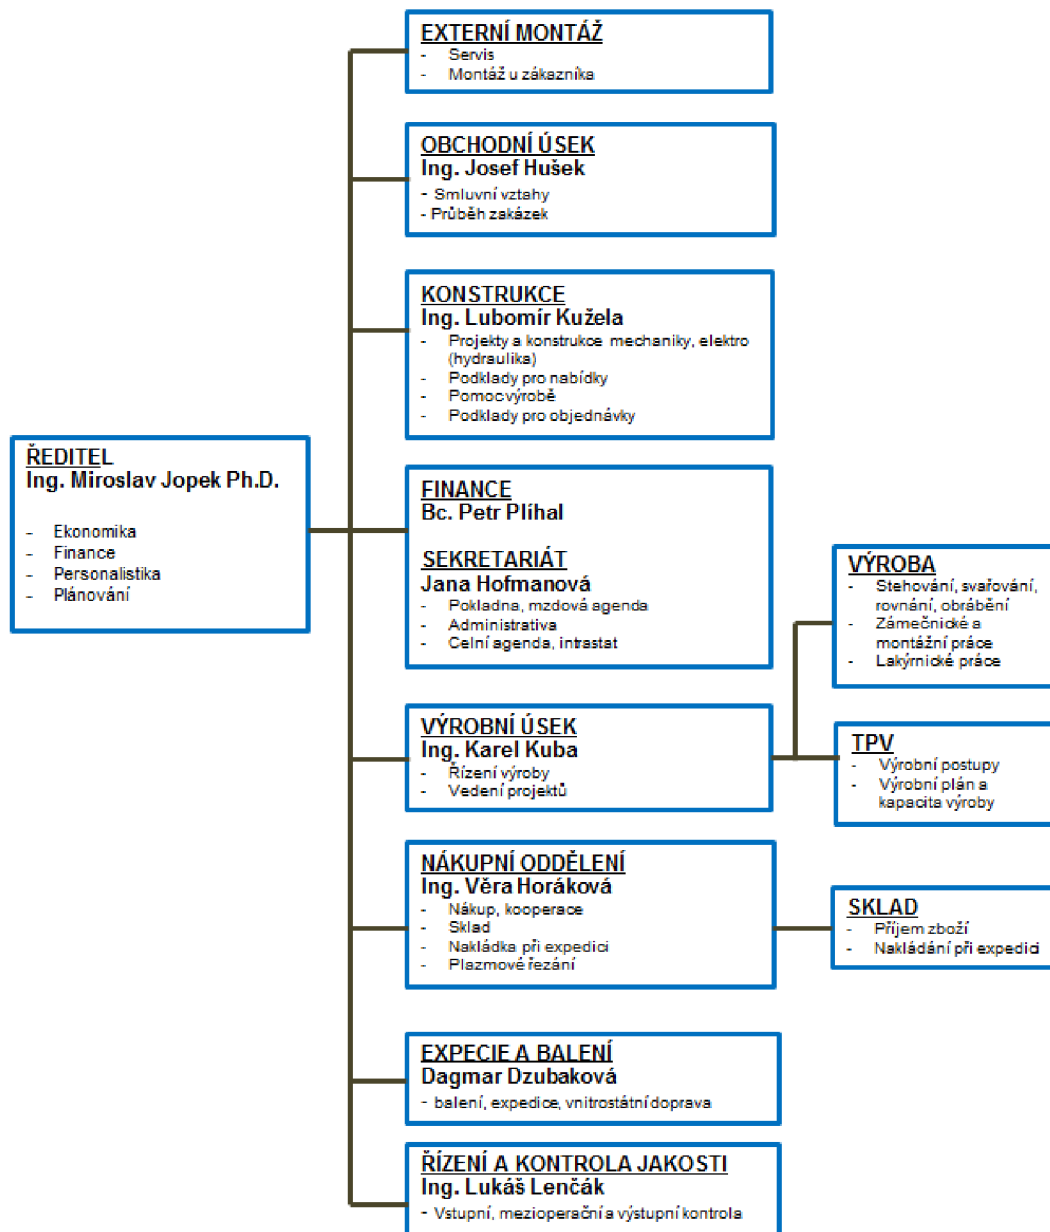 EXTERNÍ MONTÁŽ
- Servis
- Montáž u zákazníka
OBCHODNÍ ÚSEK
Ing. Josef Hušek
- Smluvní vztahy
- Průběh zakázek
KONSTRUKCE
Ing. Lubomír Kužela
- Projekty a konstrukce mechaniky, elektro
(hydraulika)
- Podklady pro nabídky
- Pomoc výrobě
- Podklady pro objednávky
ŘEDITEL
Ing. Miroslav Jopek Ph.D.
- Ekonomika
- Finance
- Personalistika
- Plánování
FINANCE
Bc. Petr Plíhal
SEKRETARIÁT
Jana Hofmanová
- Pokladna, mzdová agenda
- Administrativa
- Celní agenda, intrastat
VÝROBA
- Stehování, svařování,
rovnání, obrábění
- Zámečnické a
montážní práce
- Lakýrnické práce
VÝROBNÍ ÚSEK
Ing. Karel Kuba
- Řízení výroby
- Vedení projektů
TPV
- Výrobní postupy
- Výrobní plán a
kapacita výroby
NÁKUPNÍ ODDĚLENÍ
Ing. Věra Horáková
- Nákup, kooperace
- Sklad
- Nakládka při expedici
- Plazmové řezání
SKLAD
- Příjem zboží
- Nakládání při expedici
EXPECIE A BALENÍ
Dagmar Dzubaková
- balení, expedice, vnitrostátní doprava
ŘÍZENÍ A KONTROLA JAKOSTI
Ing. Lukáš Lenčák
- Vstupní, mezioperační a výstupní kontrola